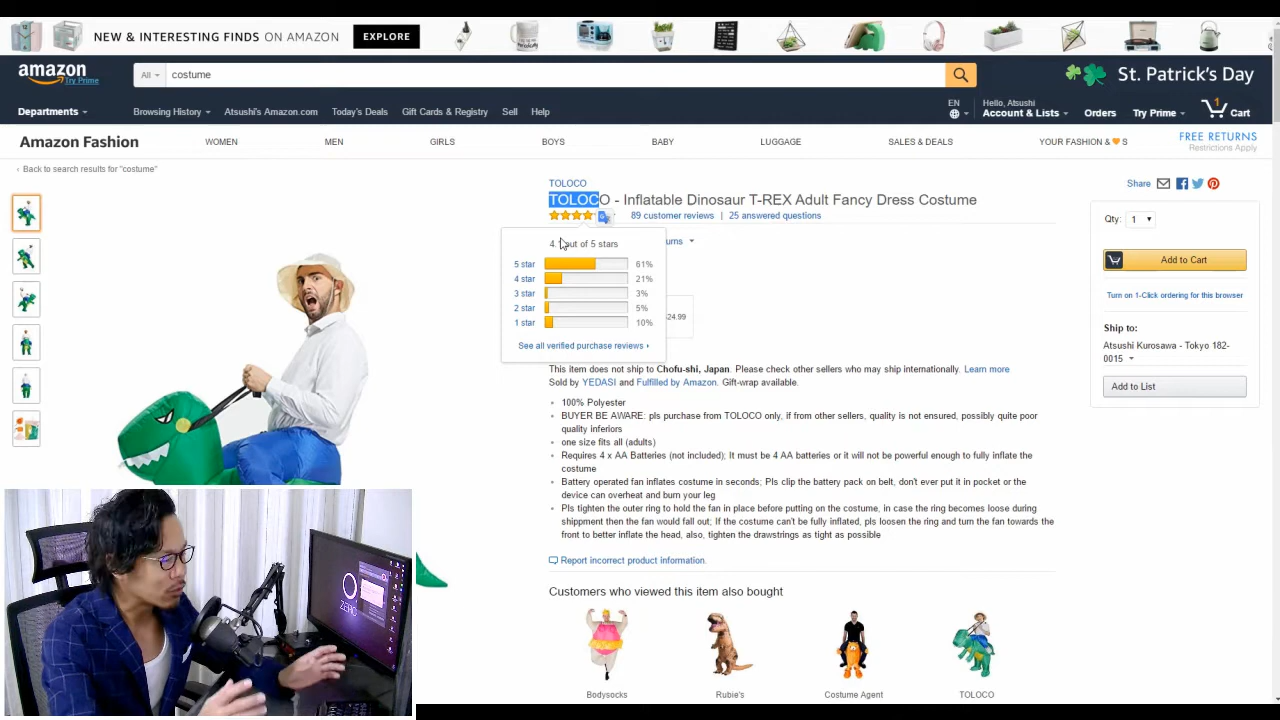 NEW & INTERESTING FINDS ON AMAZON EXPLORE
amazon
Try Prime
All
costume
St. Patrick's Day
Departments
Browsing History
Atsushi's Amazon.com
Today's Deals
Gift Cards & Registry
Sell
Help
EN
Hello, Atsushi
Account & Lists
Orders
Try Prime
1
Cart
Amazon Fashion
WOMEN
MEN
GIRLS
BOYS
BABY
LUGGAGE
SALES & DEALS
YOUR FASHION & S
FREE RETURNS
Restrictions Apply
‹ Back to search results for "costume"
TOLOCO
TOLOCO - Inflatable Dinosaur T-REX Adult Fancy Dress Costume
89 customer reviews | 25 answered questions
out of 5 stars
5 star 61%
4 star 21%
3 star 3%
2 star 5%
1 star 10%
See all verified purchase reviews ›
24.99
This item does not ship to Chofu-shi, Japan. Please check other sellers who may ship internationally. Learn more
Sold by YEDASI and Fulfilled by Amazon. Gift-wrap available.
100% Polyester
BUYER BE AWARE: pls purchase from TOLOCO only, if from other sellers, quality is not ensured, possibly quite poor
quality inferiors
one size fits all (adults)
Requires 4 x AA Batteries (not included); It must be 4 AA batteries or it will not be powerful enough to fully inflate the
costume
Battery operated fan inflates costume in seconds; Pls clip the battery pack on belt, don't ever put it in pocket or the
device can overheat and burn your leg
Pls tighten the outer ring to hold the fan in place before putting on the costume, in case the ring becomes loose during
shippment then the fan would fall out; If the costume can't be fully inflated, pls loosen the ring and turn the fan towards the
front to better inflate the head, also, tighten the drawstrings as tight as possible
Report incorrect product information.
Customers who viewed this item also bought
Bodysocks
Rubie's
Costume Agent
TOLOCO
Share
Qty: 1
Add to Cart
Turn on 1-Click ordering for this browser
Ship to:
Atsushi Kurosawa - Tokyo 182-
0015
Add to List